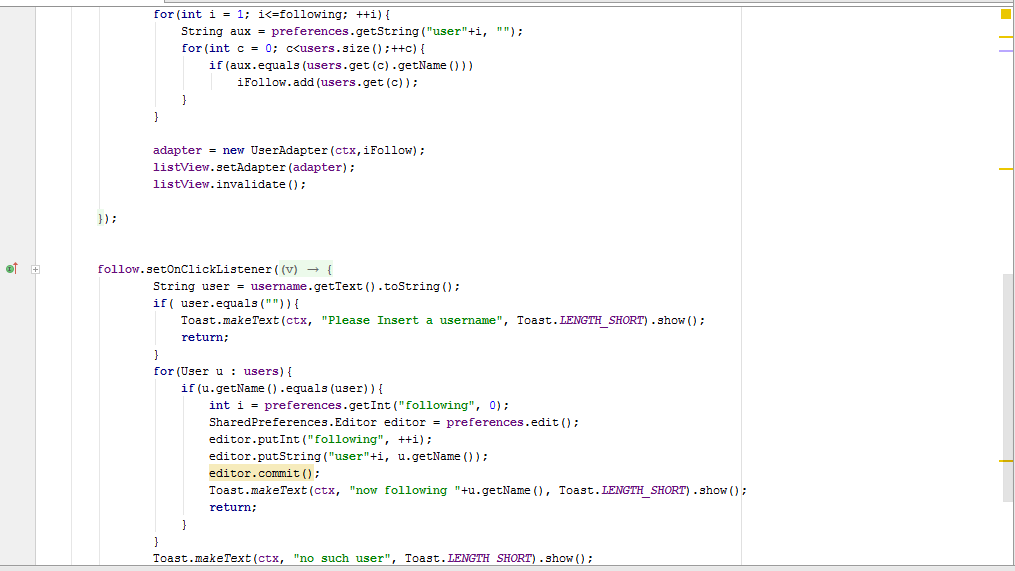 for(int i = 1; i<=following; ++i){
String aux = preferences.getString("user"+i, "");
for(int c = 0; c<users.size();++c){
if(aux.equals(users.get(c).getName()))
iFollow.add(users.get(c));
}
}
adapter = new UserAdapter(ctx,iFollow);
listView.setAdapter(adapter);
listView.invalidate();
});
follow.setOnClickListener((v) → {
String user = username.getText().toString();
if( user.equals("")){
Toast.makeText(ctx, "Please Insert a username", Toast.LENGTH_SHORT).show();
return;
}
for(User u : users){
if(u.getName().equals(user)){
int i = preferences.getInt("following", 0);
SharedPreferences.Editor editor = preferences.edit();
editor.putInt("following", ++i);
editor.putString("user"+i, u.getName());
editor.commit();
Toast.makeText(ctx, "now following "+u.getName(), Toast.LENGTH_SHORT).show();
return;
}
}
Toast.makeText(ctx, "no such user", Toast.LENGTH_SHORT).show();